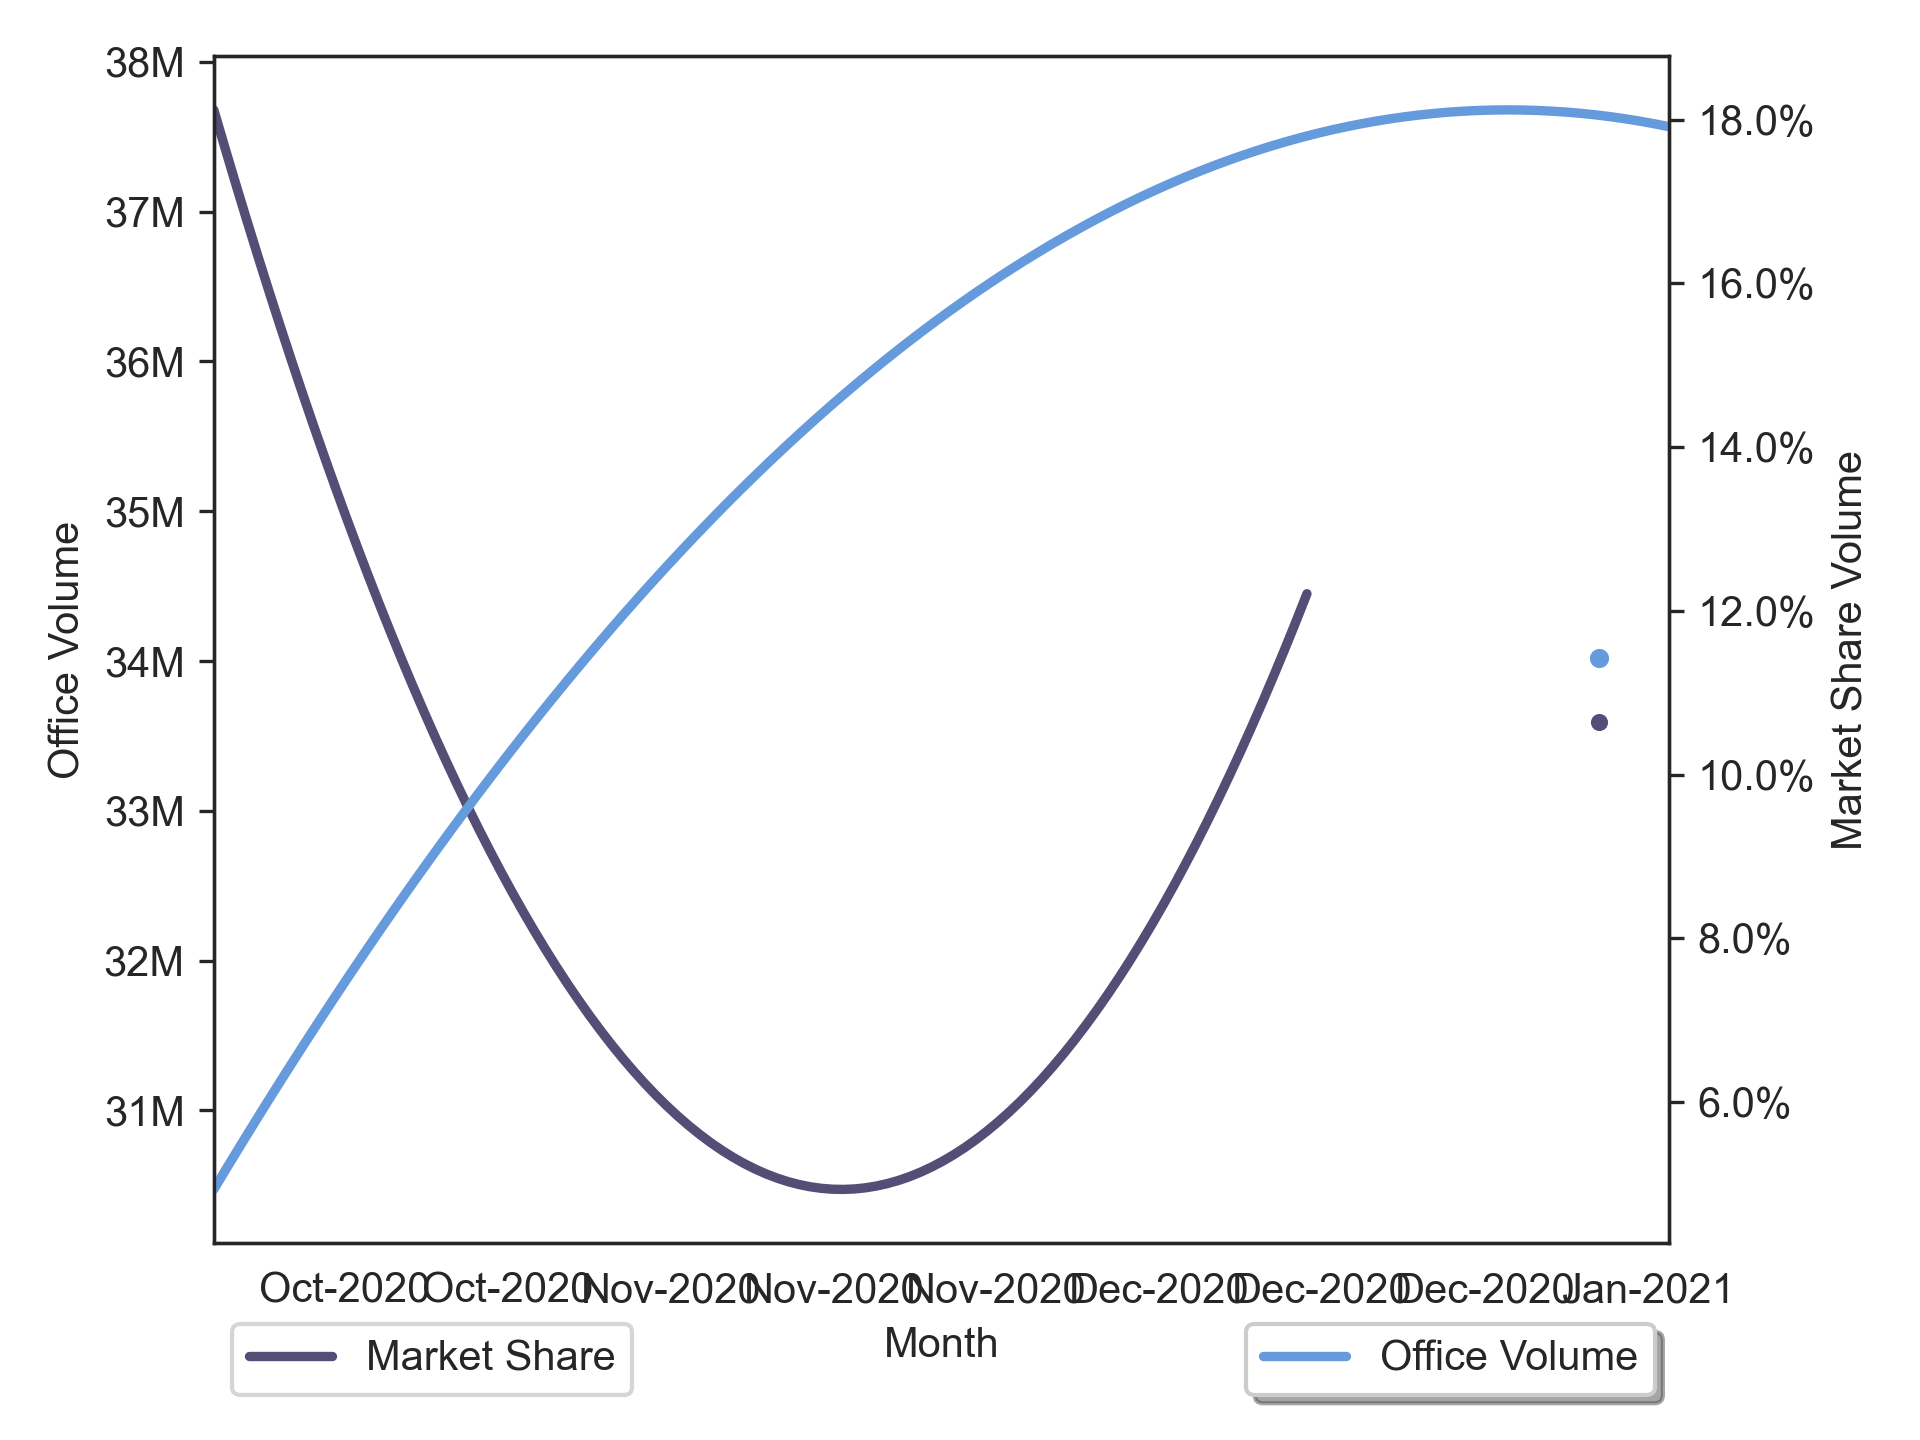 38M
37M
36M
35M
34M
33M
32M
31M
Office Volume
18.0%
16.0%
14.0%
12.0%
10.0%
8.0%
6.0%
Market Share Volume
Oct-2020 Oct-2020 Nov-2020 Nov-2020 Nov-2020 Dec-2020 Dec-2020 Dec-2020 Jan-2021
Month
Market Share
Office Volume